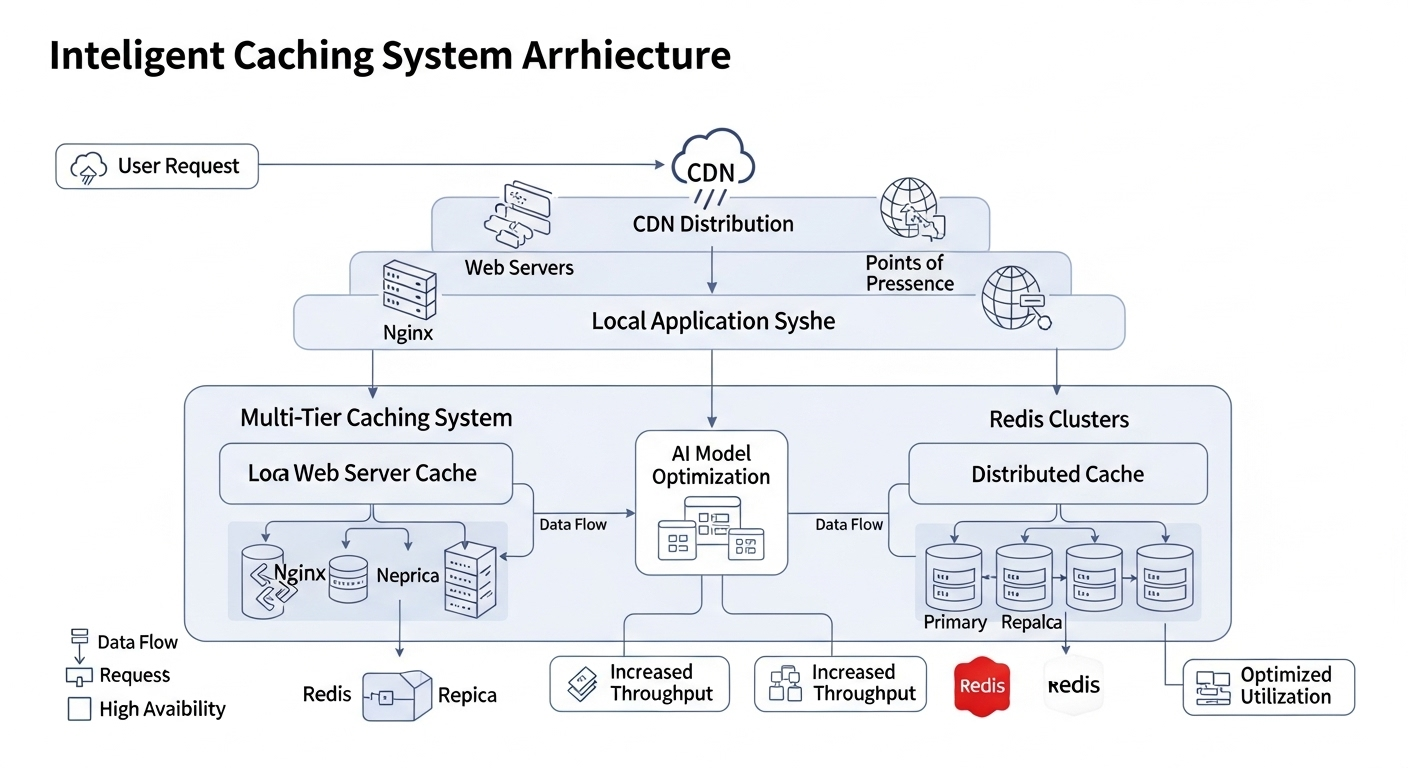 Inteligent Caching System Arrhiecture
User Request
CDN
CDN Distribution
Web Servers
Points of
Pressence
Nginx
Local Application Syshe
Multi-Tier Caching System
Redis Clusters
AI Model
Optimization
Loca Web Server Cache
Distributed Cache
Data Flow
Data Flow
Nginx
Neprica
Primary
Repalca
Data Flow
Request
High Avaibility
Redis
Repica
Increased
Throughput
Increased
Throughput
Redis
Redis
Optimized
Utilization